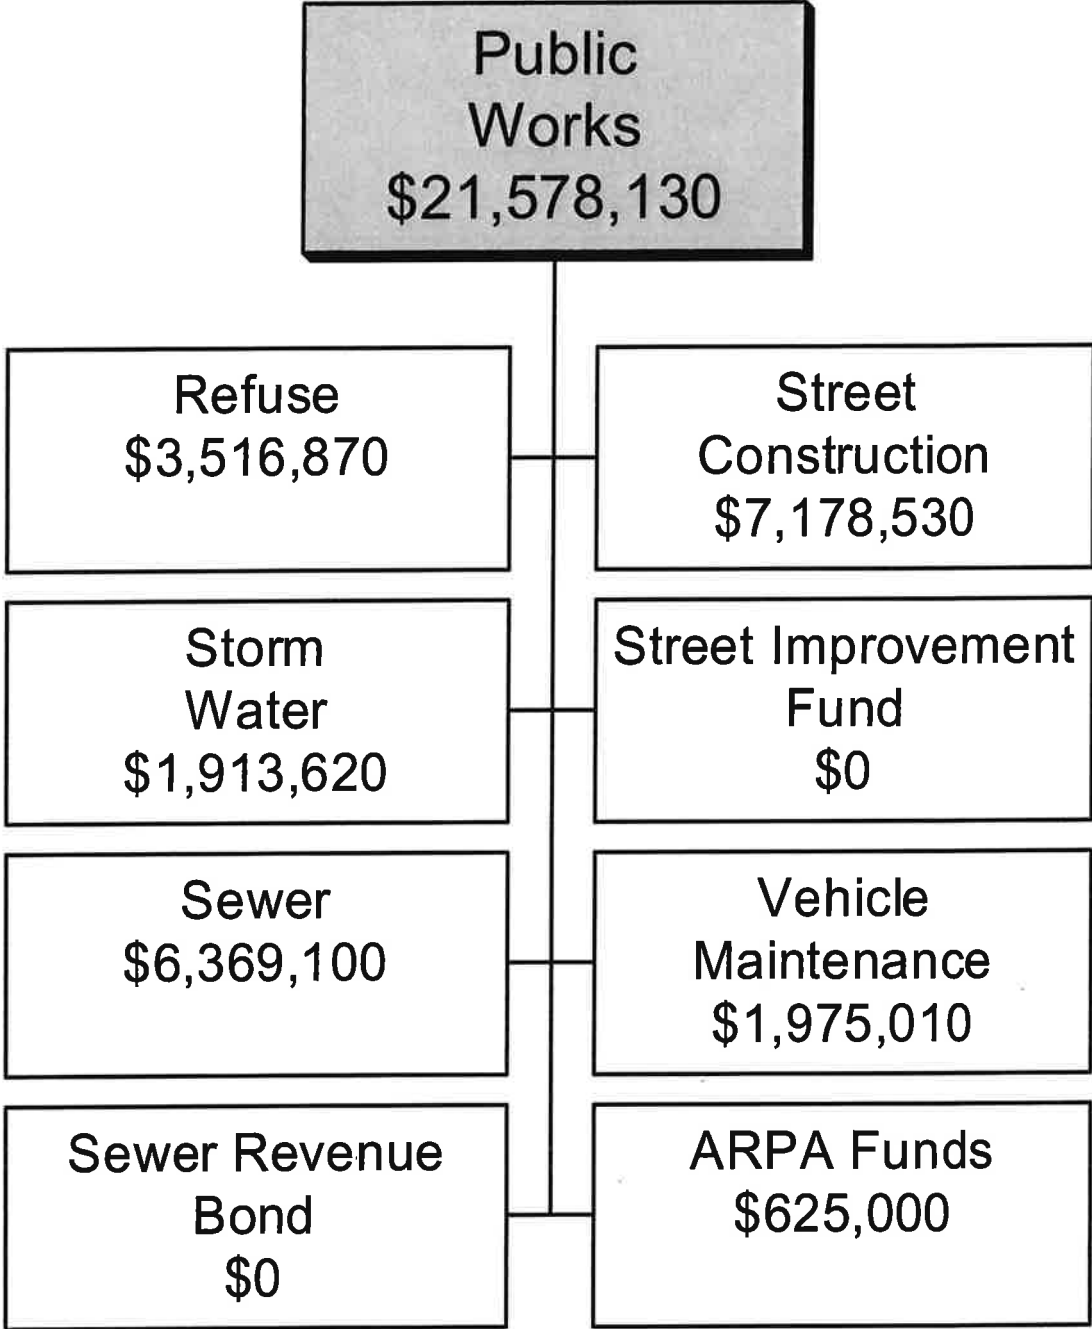 Public
Works
$21,578,130
Refuse
$3,516,870
Street
Construction
$7,178,530
Storm
Water
$1,913,620
Street Improvement
Fund
$0
Sewer
$6,369,100
Vehicle
Maintenance
$1,975,010
Sewer Revenue
Bond
$0
ARPA Funds
$625,000